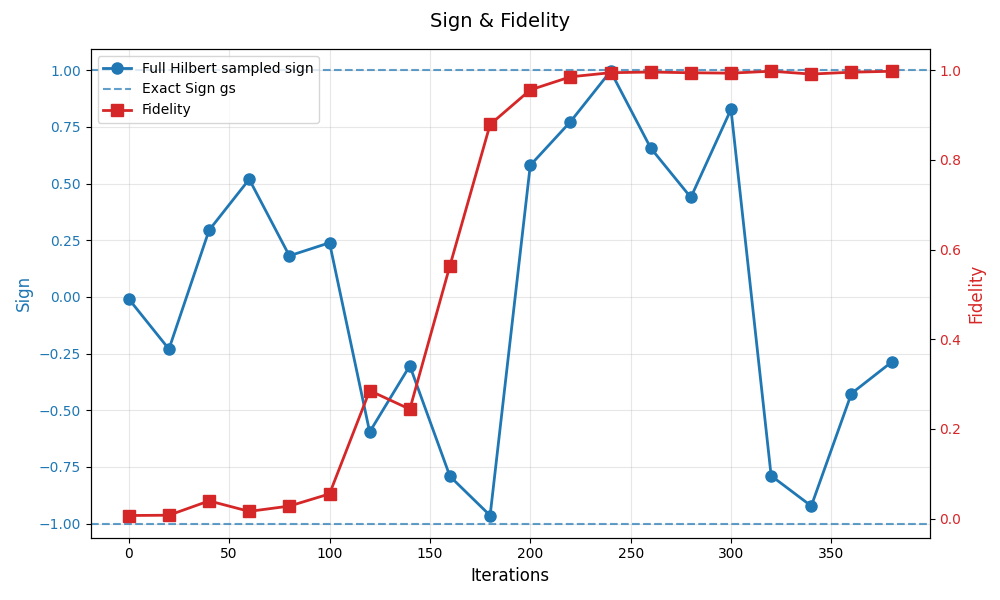 Sign & Fidelity
Full Hilbert sampled sign
Exact Sign gs
Fidelity
1.00
0.75
0.50
0.25
0.00
−0.25
−0.50
−0.75
−1.00
Sign
1.0
0.8
0.6
0.4
0.2
0.0
Fidelity
0 50 100 150 200 250 300 350
Iterations